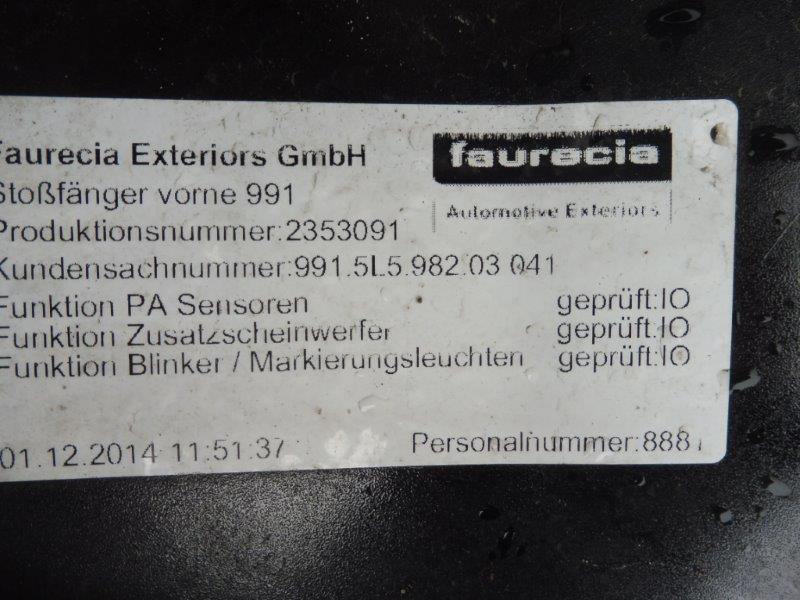 faurecia
Automotive Exteriors
Faurecia Exteriors GmbH
Stoßfänger vorne 991
Produktionsnummer:2353091
Kundensachnummer:991.5L5.982.03 041
Funktion PA Sensoren geprüft:IO
Funktion Zusatzscheinwerfer geprüft:IO
Funktion Blinker / Markierungsleuchten geprüft:IO
01.12.2014 11:51:37 Personalnummer:888